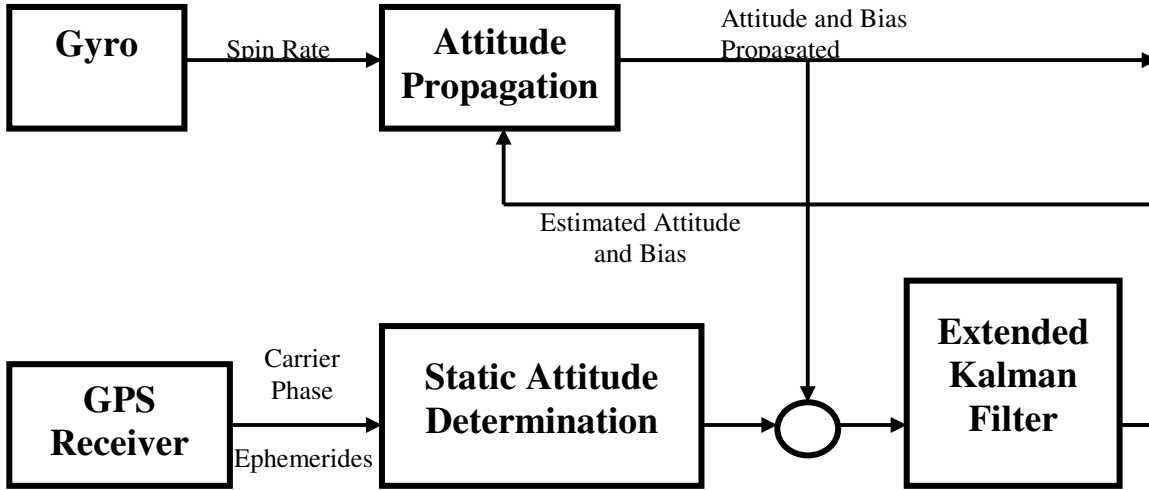 Gyro
Spin Rate
Attitude
Propagation
Attitude and Bias
Propagated
Estimated Attitude
and Bias
GPS
Receiver
Carrier
Phase
Ephemerides
Static Attitude
Determination
Extended
Kalman
Filter